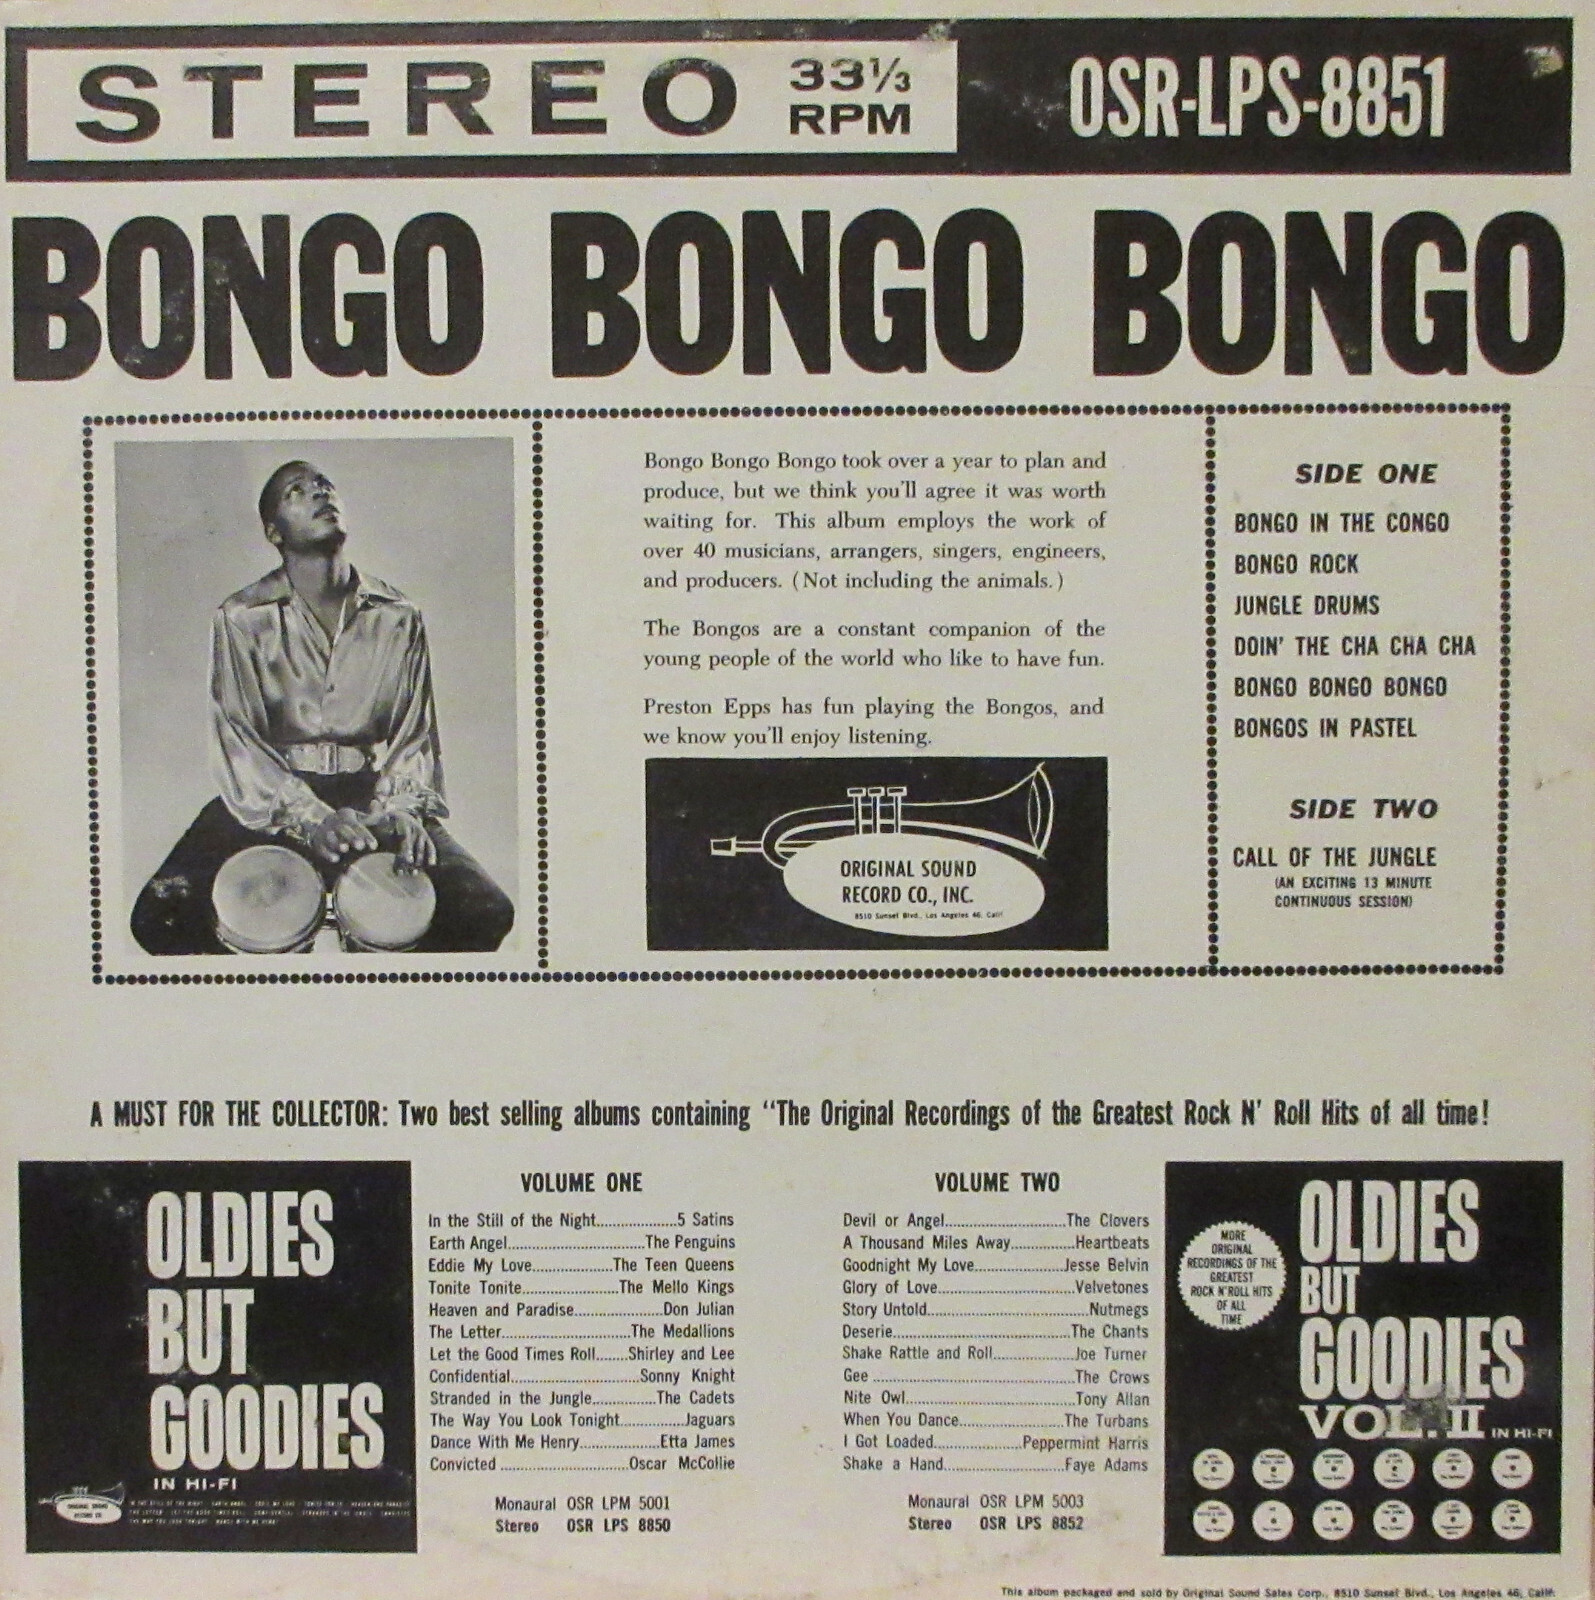 STEREO 33⅓ RPM
OSR-LPS-8851
BONGO BONGO BONGO
Bongo Bongo Bongo took over a year to plan and
produce, but we think you'll agree it was worth
waiting for. This album employs the work of
over 40 musicians, arrangers, singers, engineers,
and producers. (Not including the animals.)
The Bongos are a constant companion of the
young people of the world who like to have fun.
Preston Epps has fun playing the Bongos, and
we know you'll enjoy listening.
ORIGINAL SOUND
RECORD CO., INC.
8510 Sunset Blvd., Los Angeles 46, Calif.
SIDE ONE
BONGO IN THE CONGO
BONGO ROCK
JUNGLE DRUMS
DOIN' THE CHA CHA CHA
BONGO BONGO BONGO
BONGOS IN PASTEL
SIDE TWO
CALL OF THE JUNGLE
(AN EXCITING 13 MINUTE
CONTINUOUS SESSION)
A MUST FOR THE COLLECTOR: Two best selling albums containing "The Original Recordings of the Greatest Rock N' Roll Hits of all time!
OLDIES
BUT
GOODIES
IN HI-FI
ORIGINAL SOUND
RECORD CO.
VOLUME ONE
In the Still of the Night....................5 Satins
Earth Angel..................................The Penguins
Eddie My Love....................The Teen Queens
Tonite Tonite........................The Mello Kings
Heaven and Paradise......................Don Julian
The Letter................................The Medallions
Let the Good Times Roll........Shirley and Lee
Confidential................................Sonny Knight
Stranded in the Jungle................The Cadets
The Way You Look Tonight................Jaguars
Dance With Me Henry....................Etta James
Convicted ................................Oscar McCollie
Monaural OSR LPM 5001
Stereo OSR LPS 8850
VOLUME TWO
Devil or Angel..............................The Clovers
A Thousand Miles Away................Heartbeats
Goodnight My Love......................Jesse Belvin
Glory of Love..................................Velvetones
Story Untold........................................Nutmegs
Deserie............................................The Chants
Shake Rattle and Roll....................Joe Turner
Gee ..................................................The Crows
Nite Owl..........................................Tony Allan
When You Dance..........................The Turbans
I Got Loaded......................Peppermint Harris
Shake a Hand..............................Faye Adams
Monaural OSR LPM 5003
Stereo OSR LPS 8852
MORE
ORIGINAL
RECORDINGS OF THE
GREATEST
ROCK N' ROLL HITS
OF ALL
TIME
OLDIES
BUT
GOODIES
VOL. II IN HI-FI
This album packaged and sold by Original Sound Sales Corp., 8510 Sunset Blvd., Los Angeles 46, Calif.